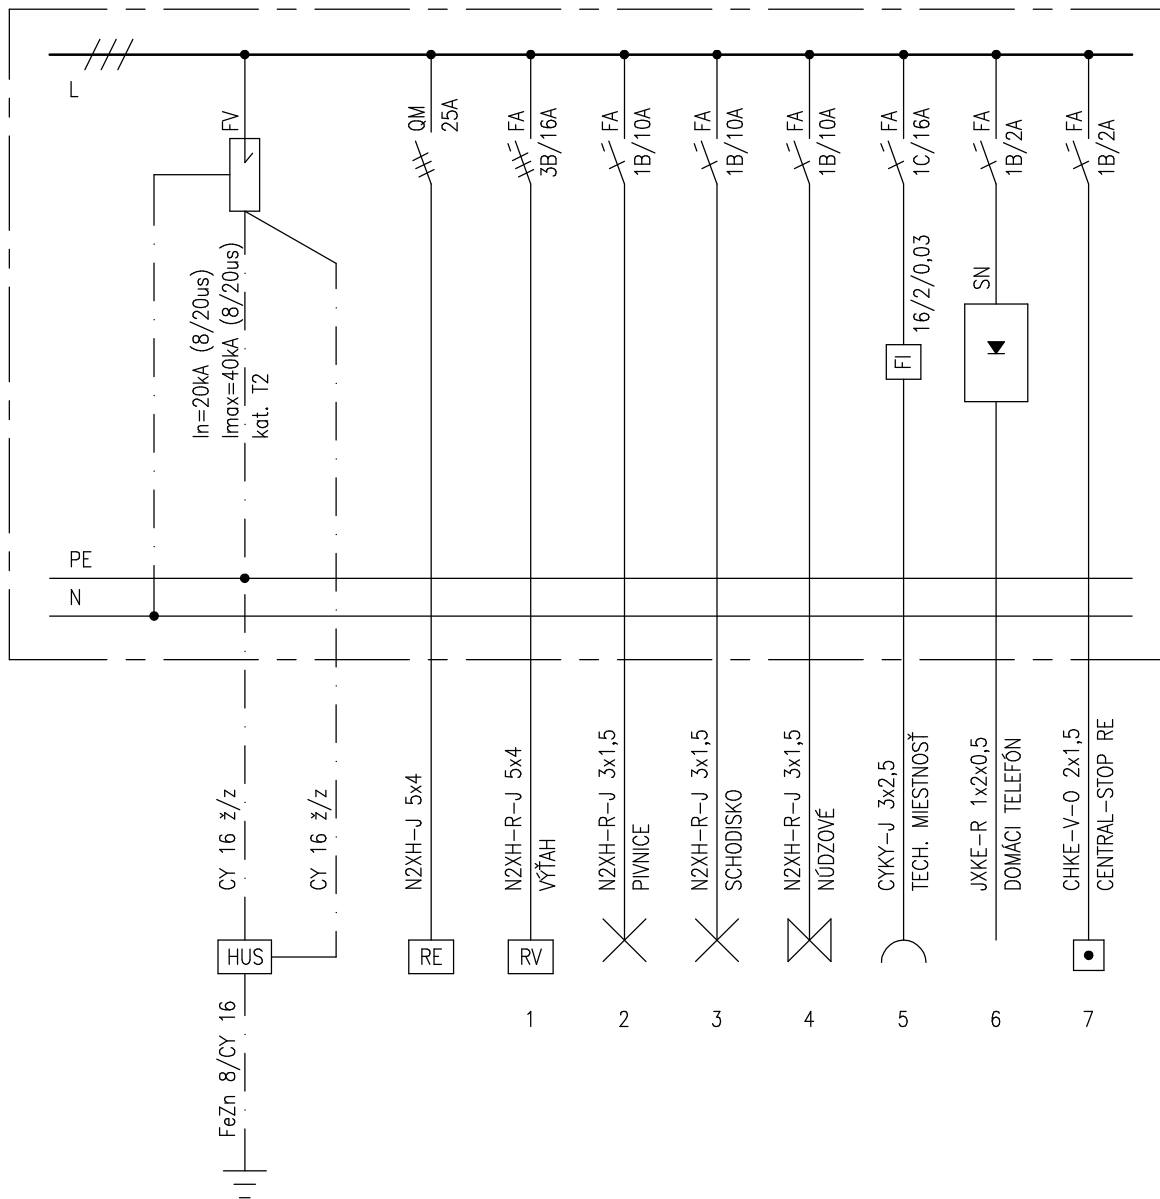 L
FV
QM
25A
FA
3B/16A
FA
1B/10A
FA
1B/10A
FA
1B/10A
FA
1C/16A
FA
1B/2A
FA
1B/2A
In=20kA (8/20us)
Imax=40kA (8/20us)
kat. T2
16/2/0,03
FI
SN
PE
N
CY 16 ž/z
CY 16 ž/z
N2XH-J 5x4
N2XH-R-J 5x4
VÝŤAH
N2XH-R-J 3x1,5
PIVNICE
N2XH-R-J 3x1,5
SCHODISKO
N2XH-R-J 3x1,5
NÚDZOVÉ
CYKY-J 3x2,5
TECH. MIESTNOSŤ
JXKE-R 1x2x0,5
DOMÁCI TELEFÓN
CHKE-V-O 2x1,5
CENTRAL-STOP RE
HUS
RE
RV
1
2
3
4
5
6
7
FeZn 8/CY 16